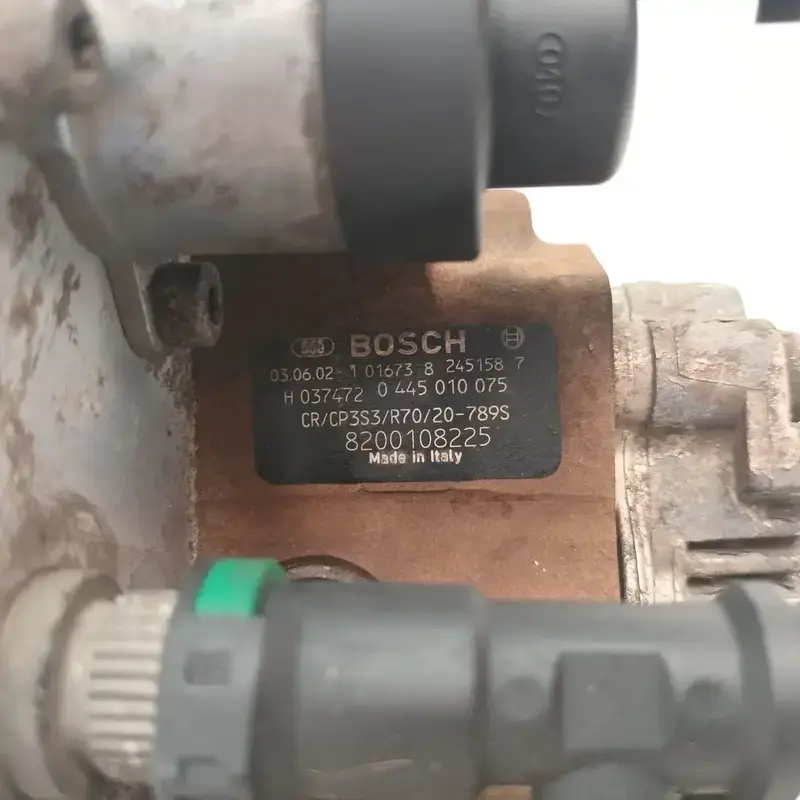 BOSCH
03.06.02-1 01673 8 245158 7
H 037472 0 445 010 075
CR/CP3S3/R70/20-789S
8200108225
Made in Italy